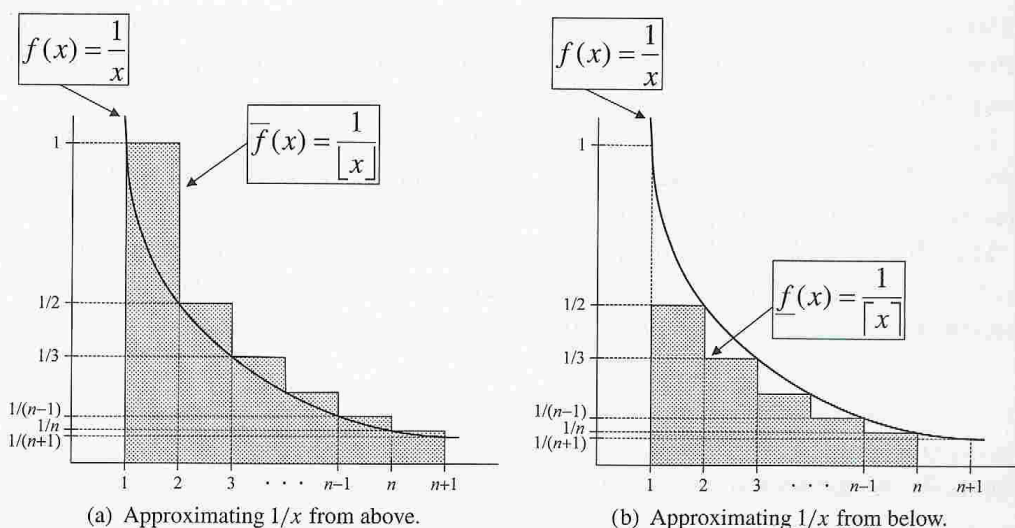 f(x) = 1/x
f̅(x) = 1/⌊x⌉
1
1/2
1/3
1/(n−1)
1/n
1/(n+1)
1 2 3 · · · n−1 n n+1
(a) Approximating 1/x from above.
f(x) = 1/x
f̲(x) = 1/⌈x⌉
1
1/2
1/3
1/(n−1)
1/n
1/(n+1)
1 2 3 · · · n−1 n n+1
(b) Approximating 1/x from below.